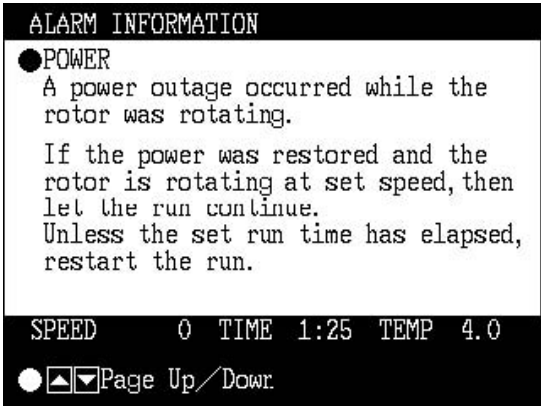 ALARM INFORMATION
●POWER
A power outage occurred while the
rotor was rotating.
If the power was restored and the
rotor is rotating at set speed, then
let the run continue.
Unless the set run time has elapsed,
restart the run.
SPEED 0 TIME 1:25 TEMP 4.0
●▲▼Page Up/Down